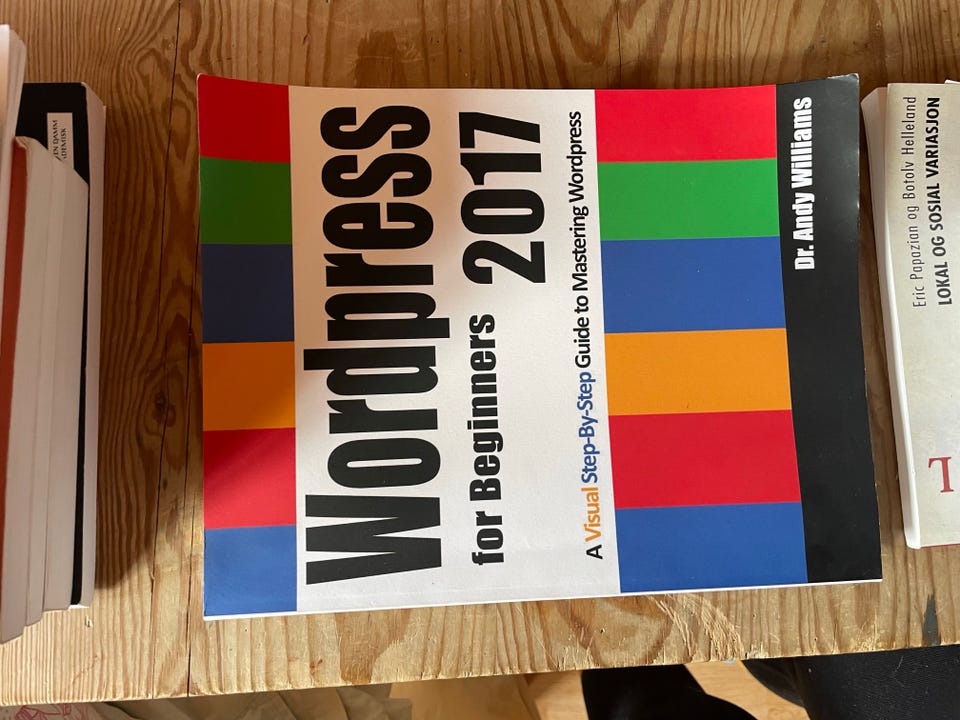 Wordpress
for Beginners 2017
A Visual Step-By-Step Guide to Mastering Wordpress
Dr. Andy Williams
Eric Papazian og Botolv Helleland
LOKAL OG SOSIAL VARIASJON